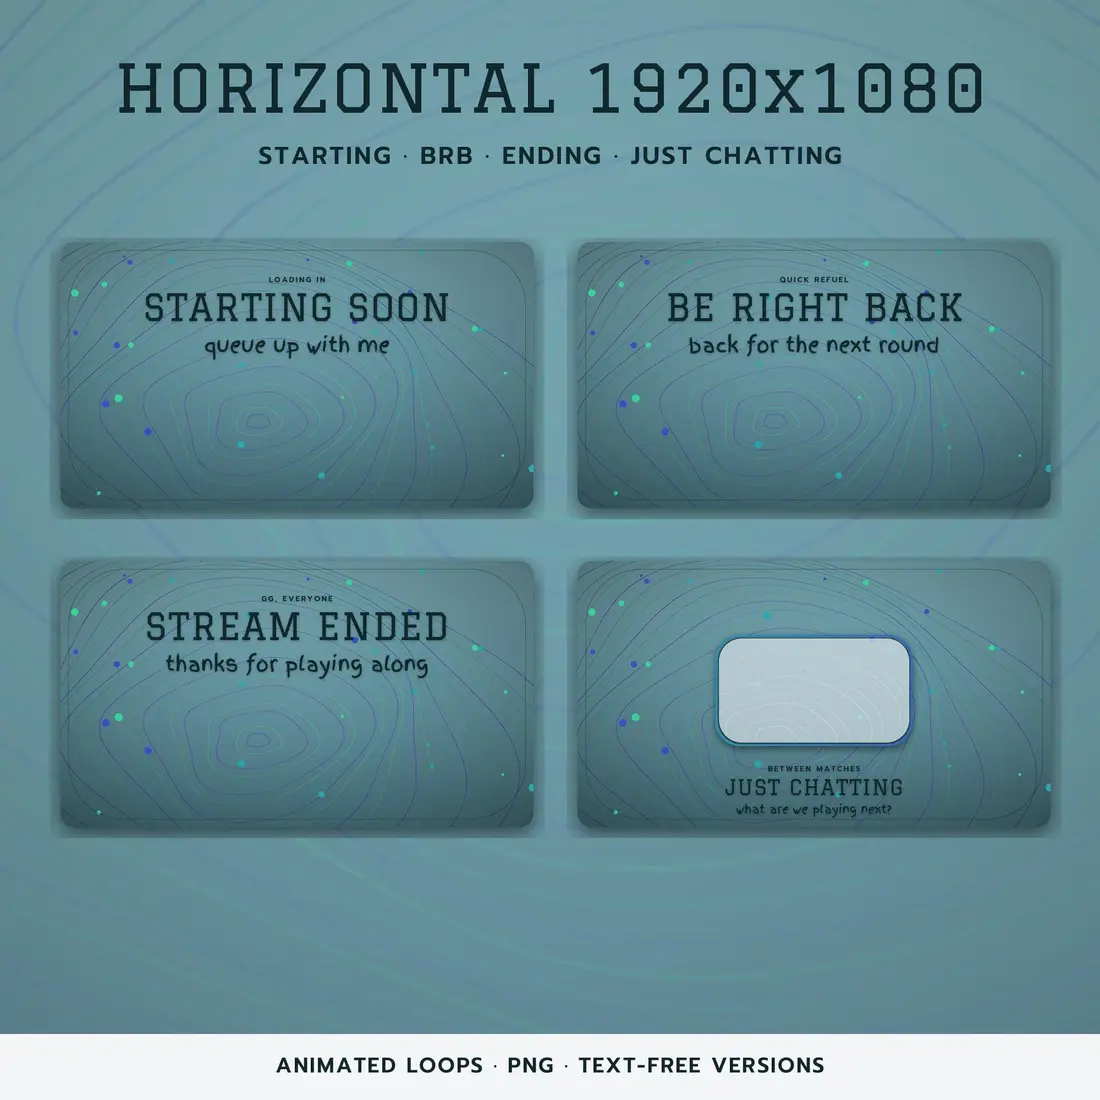 HORIZONTAL 1920x1080
STARTING · BRB · ENDING · JUST CHATTING
LOADING IN
STARTING SOON
queue up with me
QUICK REFUEL
BE RIGHT BACK
back for the next round
GG, EVERYONE
STREAM ENDED
thanks for playing along
BETWEEN MATCHES
JUST CHATTING
what are we playing next?
ANIMATED LOOPS · PNG · TEXT-FREE VERSIONS